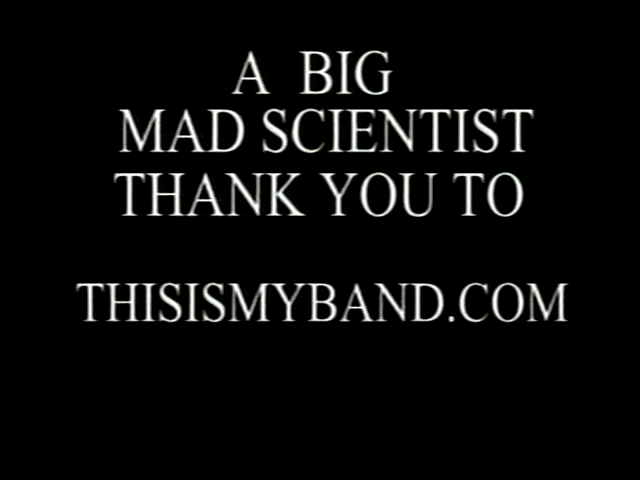 A BIG
MAD SCIENTIST
THANK YOU TO
THISISMYBAND.COM